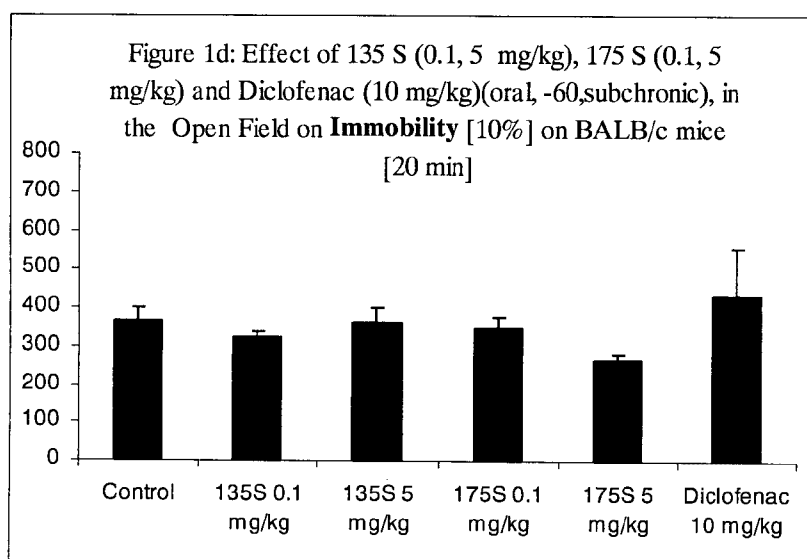 Figure 1d: Effect of 135 S (0.1, 5 mg/kg), 175 S (0.1, 5
mg/kg) and Diclofenac (10 mg/kg)(oral, -60,subchronic), in
the Open Field on Immobility [10%] on BALB/c mice
[20 min]
800
700
600
500
400
300
200
100
0
Control
135S 0.1
mg/kg
135S 5
mg/kg
175S 0.1
mg/kg
175S 5
mg/kg
Diclofenac
10 mg/kg